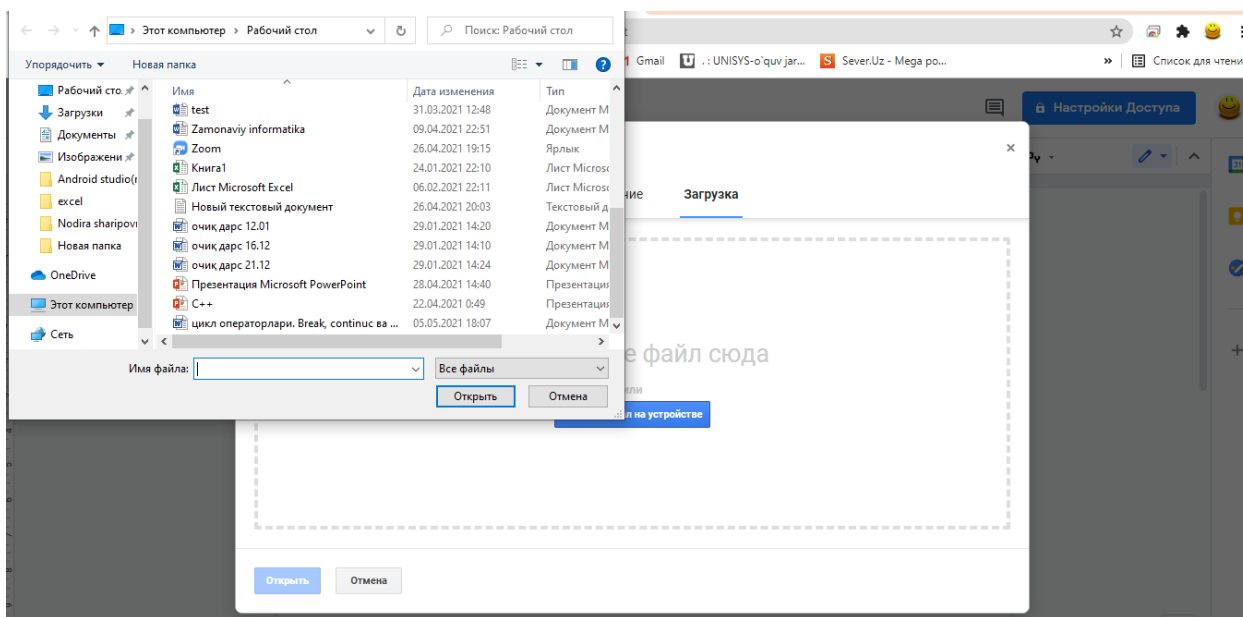 Этот компьютер › Рабочий стол
Поиск: Рабочий стол
Упорядочить
Новая папка
Gmail
.: UNISYS-o`quv jar...
S Sever.Uz - Mega po...
»
Список для чтени
Рабочий сто.
Загрузки
Документы
Изображени
Android studio(r
excel
Nodira sharipov
Новая папка
OneDrive
Этот компьютер
Сеть
Имя Дата изменения Тип
test 31.03.2021 12:48 Документ M
Zamonaviy informatika 09.04.2021 22:51 Документ M
Zoom 26.04.2021 19:15 Ярлык
Книга1 24.01.2022 22:10 Лист Microsc
Лист Microsoft Excel 06.02.2021 22:11 Лист Microsc
Новый текстовый документ 26.04.2021 20:03 Текстовый д
очик дарс 12.01 29.01.2021 14:20 Документ M
очик дарс 16.12 29.01.2021 14:10 Документ M
очик дарс 21.12 29.01.2021 14:24 Документ M
Презентация Microsoft PowerPoint 28.04.2021 14:40 Презентация
C++ 22.04.2021 0:49 Презентация
цикл операторлари. Break, continuc ва ... 05.05.2021 18:07 Документ M
Имя файла:
Все файлы
Открыть
Отмена
Настройки Доступа
ние
Загрузка
е файл сюда
или
л на устройстве
Открыть
Отмена